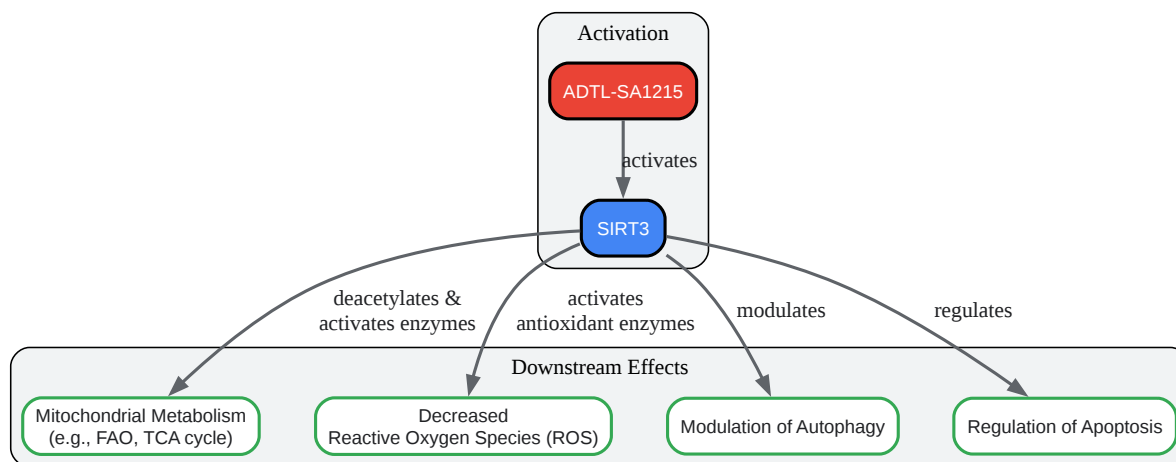 Activation
ADTL-SA1215
activates
SIRT3
deacetylates &
activates enzymes
activates
antioxidant enzymes
modulates
regulates
Downstream Effects
Mitochondrial Metabolism
(e.g., FAO, TCA cycle)
Decreased
Reactive Oxygen Species (ROS)
Modulation of Autophagy
Regulation of Apoptosis